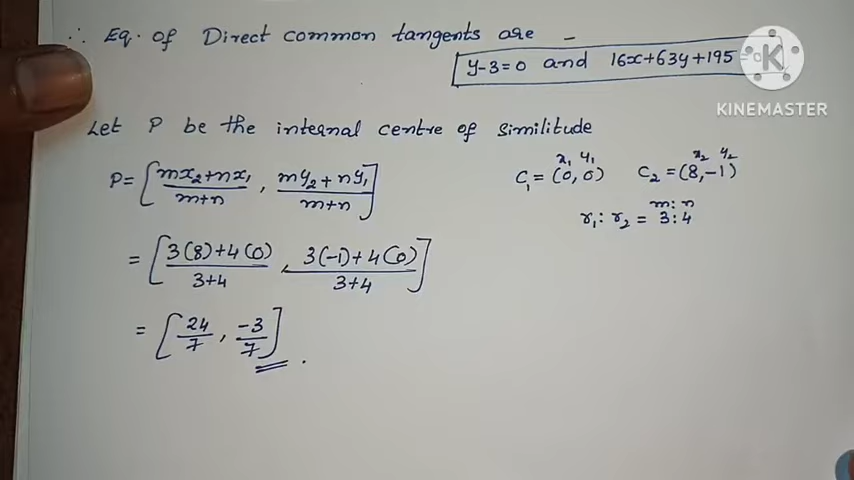 ∴ Eq. of Direct common tangents are –
y-3=0 and 16x+63y+195=0
KINEMASTER
Let P be the internal centre of similitude
P= [ mx₂+nx₁ / m+n , my₂+ny₁ / m+n ]
x₁ y₁ x₂ y₂
C₁=(0,0) C₂=(8,-1)
m:n
r₁:r₂ = 3:4
= [ 3(8)+4(0) / 3+4 , 3(-1)+4(0) / 3+4 ]
= [ 24/7 , -3/7 ] .